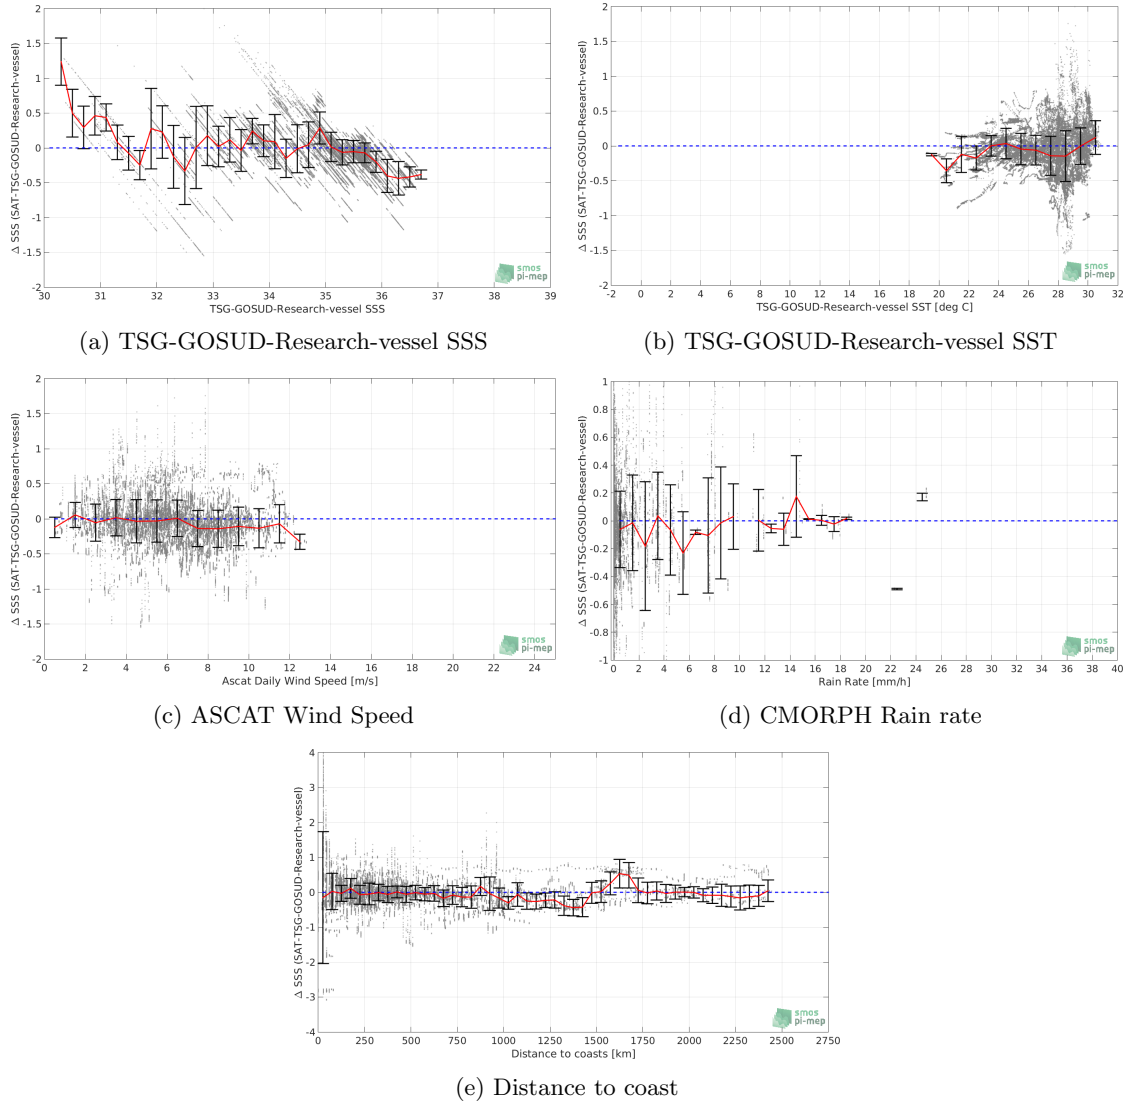 2
1.5
1
0.5
0
-0.5
-1
-1.5
-2
Δ SSS (SAT-TSG-GOSUD-Research-vessel)
30 31 32 33 34 35 36 37 38 39
TSG-GOSUD-Research-vessel SSS
smos
pi-mep
(a) TSG-GOSUD-Research-vessel SSS
2
1.5
1
0.5
0
-0.5
-1
-1.5
-2
Δ SSS (SAT-TSG-GOSUD-Research-vessel)
-2 0 2 4 6 8 10 12 14 16 18 20 22 24 26 28 30 32
TSG-GOSUD-Research-vessel SST [deg C]
smos
pi-mep
(b) TSG-GOSUD-Research-vessel SST
2
1.5
1
0.5
0
-0.5
-1
-1.5
-2
Δ SSS (SAT-TSG-GOSUD-Research-vessel)
0 2 4 6 8 10 12 14 16 18 20 22 24
Ascat Daily Wind Speed [m/s]
smos
pi-mep
(c) ASCAT Wind Speed
1
0.8
0.6
0.4
0.2
0
-0.2
-0.4
-0.6
-0.8
-1
Δ SSS (SAT-TSG-GOSUD-Research-vessel)
0 2 4 6 8 10 12 14 16 18 20 22 24 26 28 30 32 34 36 38 40
Rain Rate [mm/h]
smos
pi-mep
(d) CMORPH Rain rate
4
3
2
1
0
-1
-2
-3
-4
Δ SSS (SAT-TSG-GOSUD-Research-vessel)
0 250 500 750 1000 1250 1500 1750 2000 2250 2500 2750
Distance to coasts [km]
smos
pi-mep
(e) Distance to coast